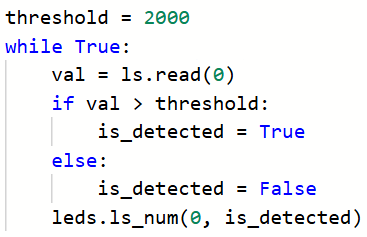 threshold = 2000
while True:
    val = ls.read(0)
    if val > threshold:
        is_detected = True
    else:
        is_detected = False
    leds.ls_num(0, is_detected)